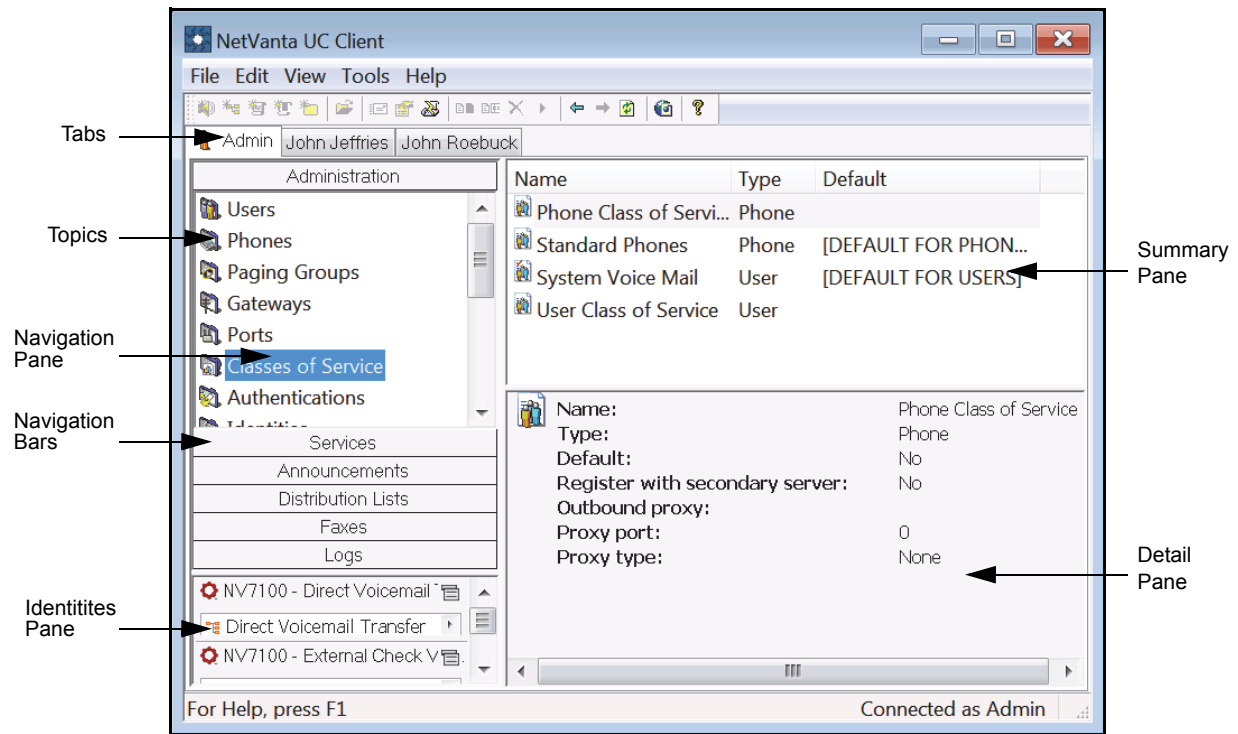 NetVanta UC Client
File Edit View Tools Help
Tabs
Admin John Jeffries John Roebuck
Administration
Name Type Default
Users
Phone Class of Servi... Phone
Topics
Phones
Standard Phones Phone [DEFAULT FOR PHON...
Summary
Pane
Paging Groups
System Voice Mail User [DEFAULT FOR USERS]
Gateways
User Class of Service User
Ports
Navigation
Pane
Classes of Service
Authentications
Identities
Name: Phone Class of Service
Navigation
Bars
Type: Phone
Services
Default: No
Announcements
Register with secondary server: No
Distribution Lists
Outbound proxy:
Faxes
Proxy port: 0
Logs
Proxy type: None
Detail
Pane
NV7100 - Direct Voicemail
Identitites
Pane
Direct Voicemail Transfer
NV7100 - External Check V
For Help, press F1 Connected as Admin